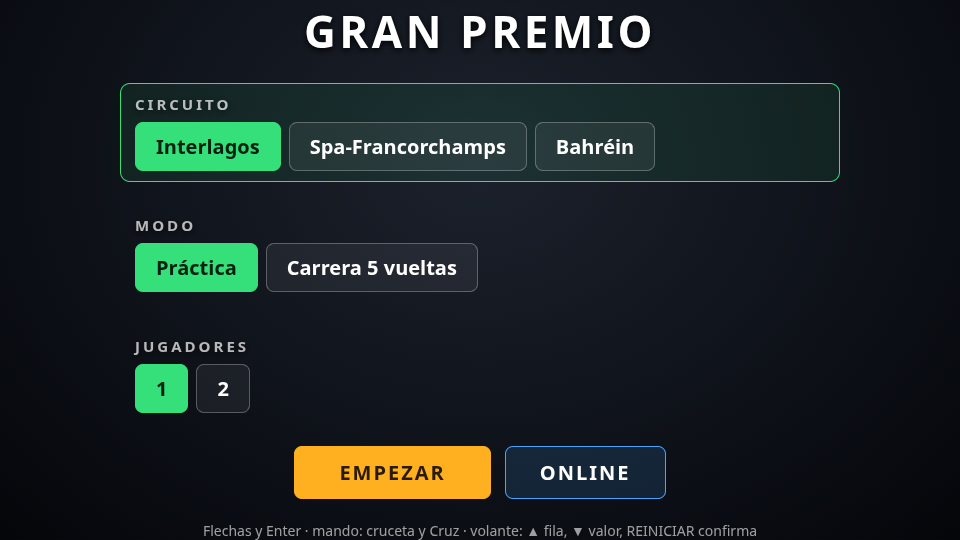 GRAN PREMIO
CIRCUITO
Interlagos Spa-Francorchamps Bahréin
MODO
Práctica Carrera 5 vueltas
JUGADORES
1 2
EMPEZAR ONLINE
Flechas y Enter · mando: cruceta y Cruz · volante: ▲ fila, ▼ valor, REINICIAR confirma